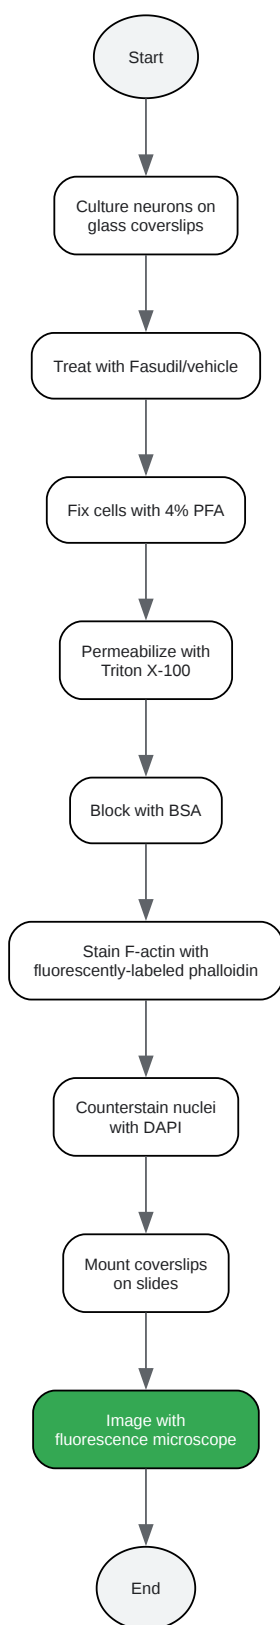 Start
Culture neurons on
glass coverslips
Treat with Fasudil/vehicle
Fix cells with 4% PFA
Permeabilize with
Triton X-100
Block with BSA
Stain F-actin with
fluorescently-labeled phalloidin
Counterstain nuclei
with DAPI
Mount coverslips
on slides
Image with
fluorescence microscope
End